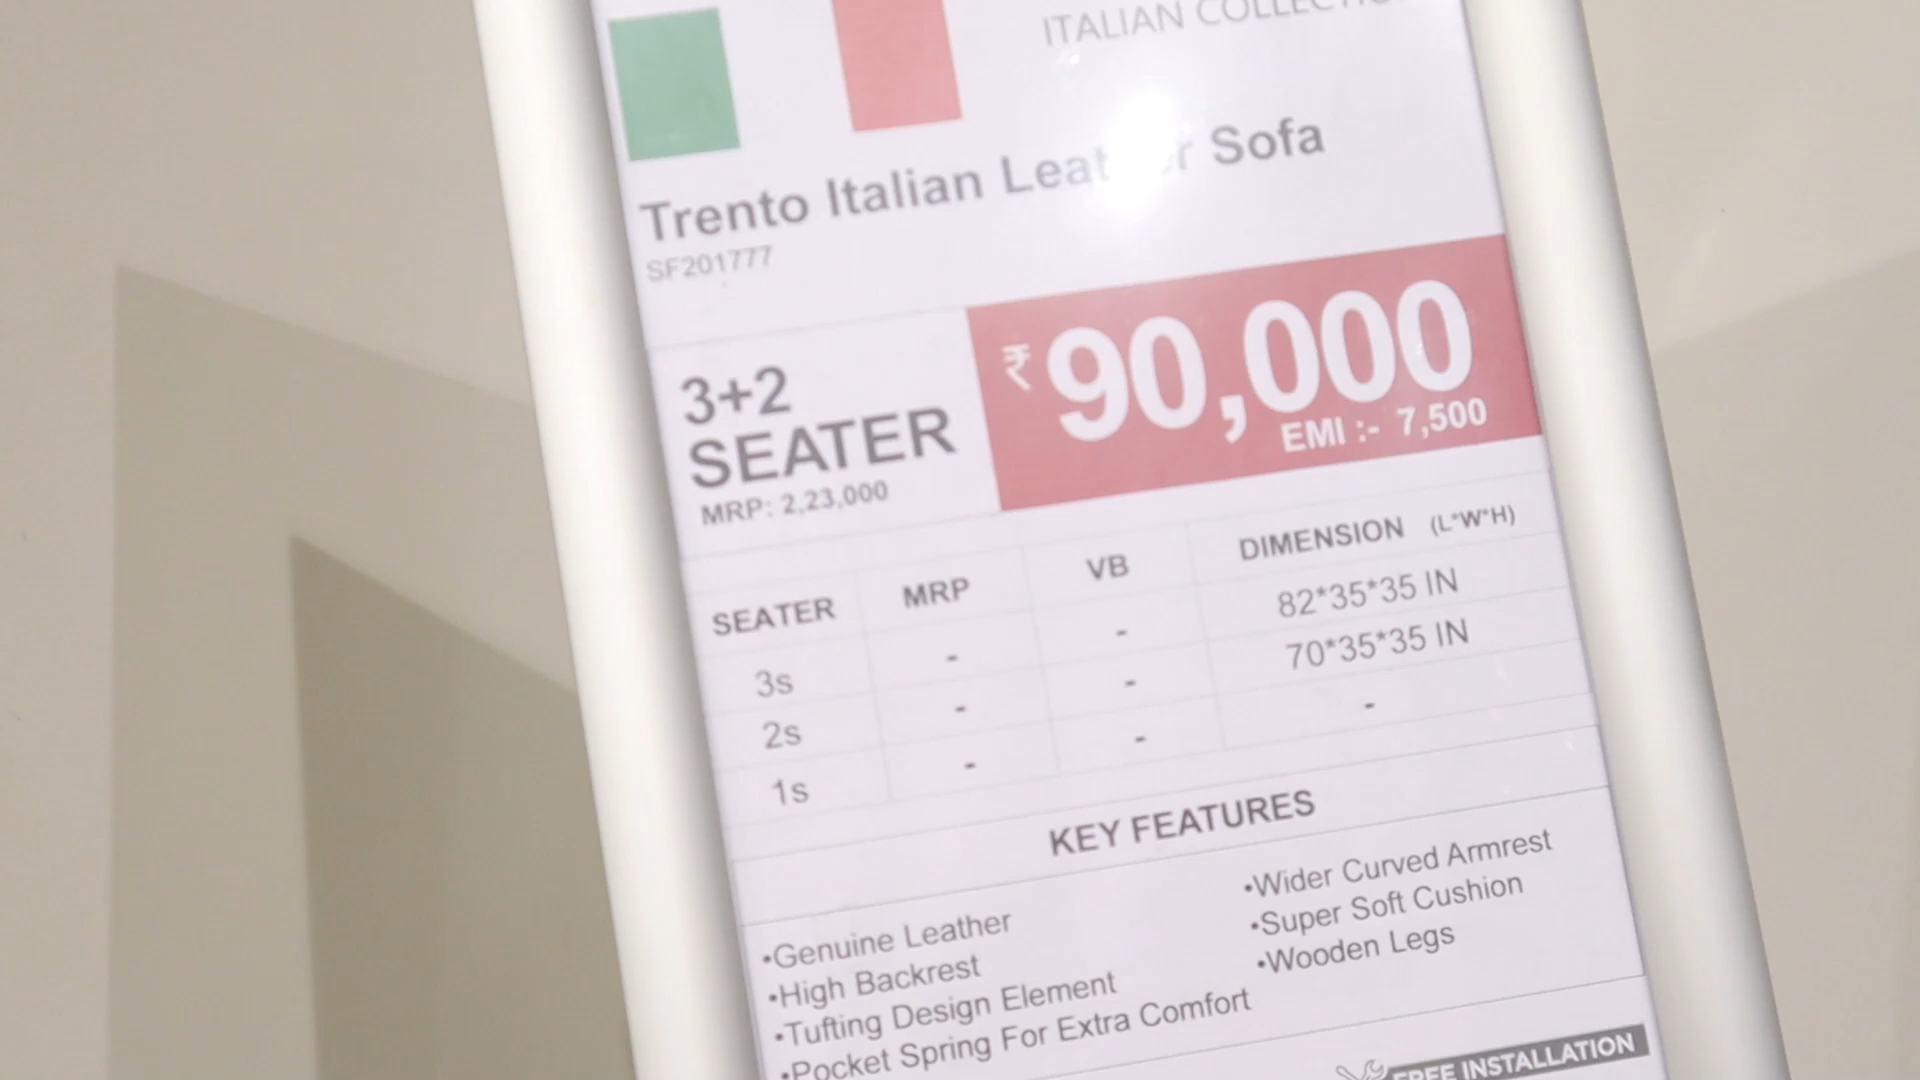 ITALIAN COLLECTION
Trento Italian Leather Sofa
SF201777
3+2
SEATER
MRP: 2,23,000
₹90,000
EMI :- 7,500
SEATER MRP VB DIMENSION (L*W*H)
3s - - 82*35*35 IN
2s - - 70*35*35 IN
1s - - -
KEY FEATURES
•Genuine Leather
•High Backrest
•Tufting Design Element
•Pocket Spring For Extra Comfort
•Wider Curved Armrest
•Super Soft Cushion
•Wooden Legs
FREE INSTALLATION